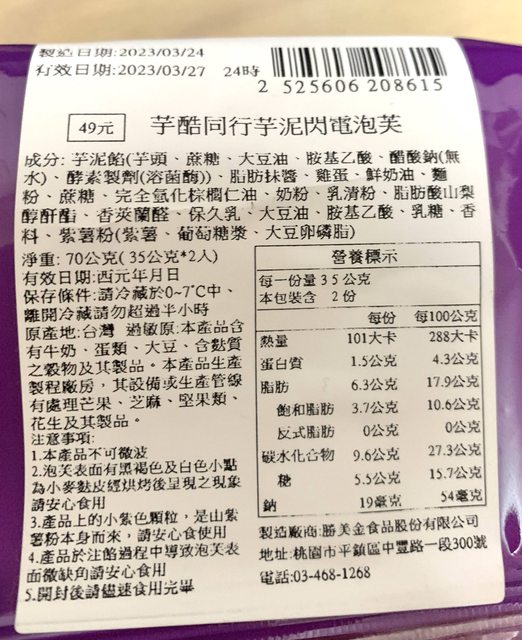 製造日期:2023/03/24
有效日期:2023/03/27 24時
2 525606 208615
49元 芋酷同行芋泥閃電泡芙
成分: 芋泥餡(芋頭、蔗糖、大豆油、胺基乙酸、醋酸鈉(無
水)、酵素製劑(溶菌酶))、脂肪抹醬、雞蛋、鮮奶油、麵
粉、蔗糖、完全氫化棕櫚仁油、奶粉、乳清粉、脂肪酸山梨
醇酐酯、香莢蘭醛、保久乳、大豆油、胺基乙酸、乳糖、香
料、紫薯粉(紫薯、葡萄糖漿、大豆卵磷脂)
淨重: 70公克( 35公克*2入)
有效日期:西元年月日
保存條件:請冷藏於0~7℃中、
離開冷藏請勿超過半小時
原產地:台灣 過敏原:本產品含
有牛奶、蛋類、大豆、含麩質
之穀物及其製品。本產品生產
製程廠房，其設備或生產管線
有處理芒果、芝麻、堅果類、
花生及其製品。
注意事項:
1.本產品不可微波
2.泡芙表面有黑褐色及白色小點
為小麥麩皮經烘烤後呈現之現象
請安心食用
3.產品上的小紫色顆粒，是山紫
薯粉本身而來，請安心食使用
4.產品於注餡過程中導致泡芙表
面微缺角請安心食用
5.開封後請儘速食用完畢
營養標示
每一份量 3 5 公克
本包裝含 2 份
每份 每100公克
熱量 101大卡 288大卡
蛋白質 1.5公克 4.3公克
脂肪 6.3公克 17.9公克
飽和脂肪 3.7公克 10.6公克
反式脂肪 0公克 0公克
碳水化合物 9.6公克 27.3公克
糖 5.5公克 15.7公克
鈉 19毫克 54毫克
製造廠商:勝美金食品股份有限公司
地址:桃園市平鎮區中豐路一段300號
電話:03-468-1268